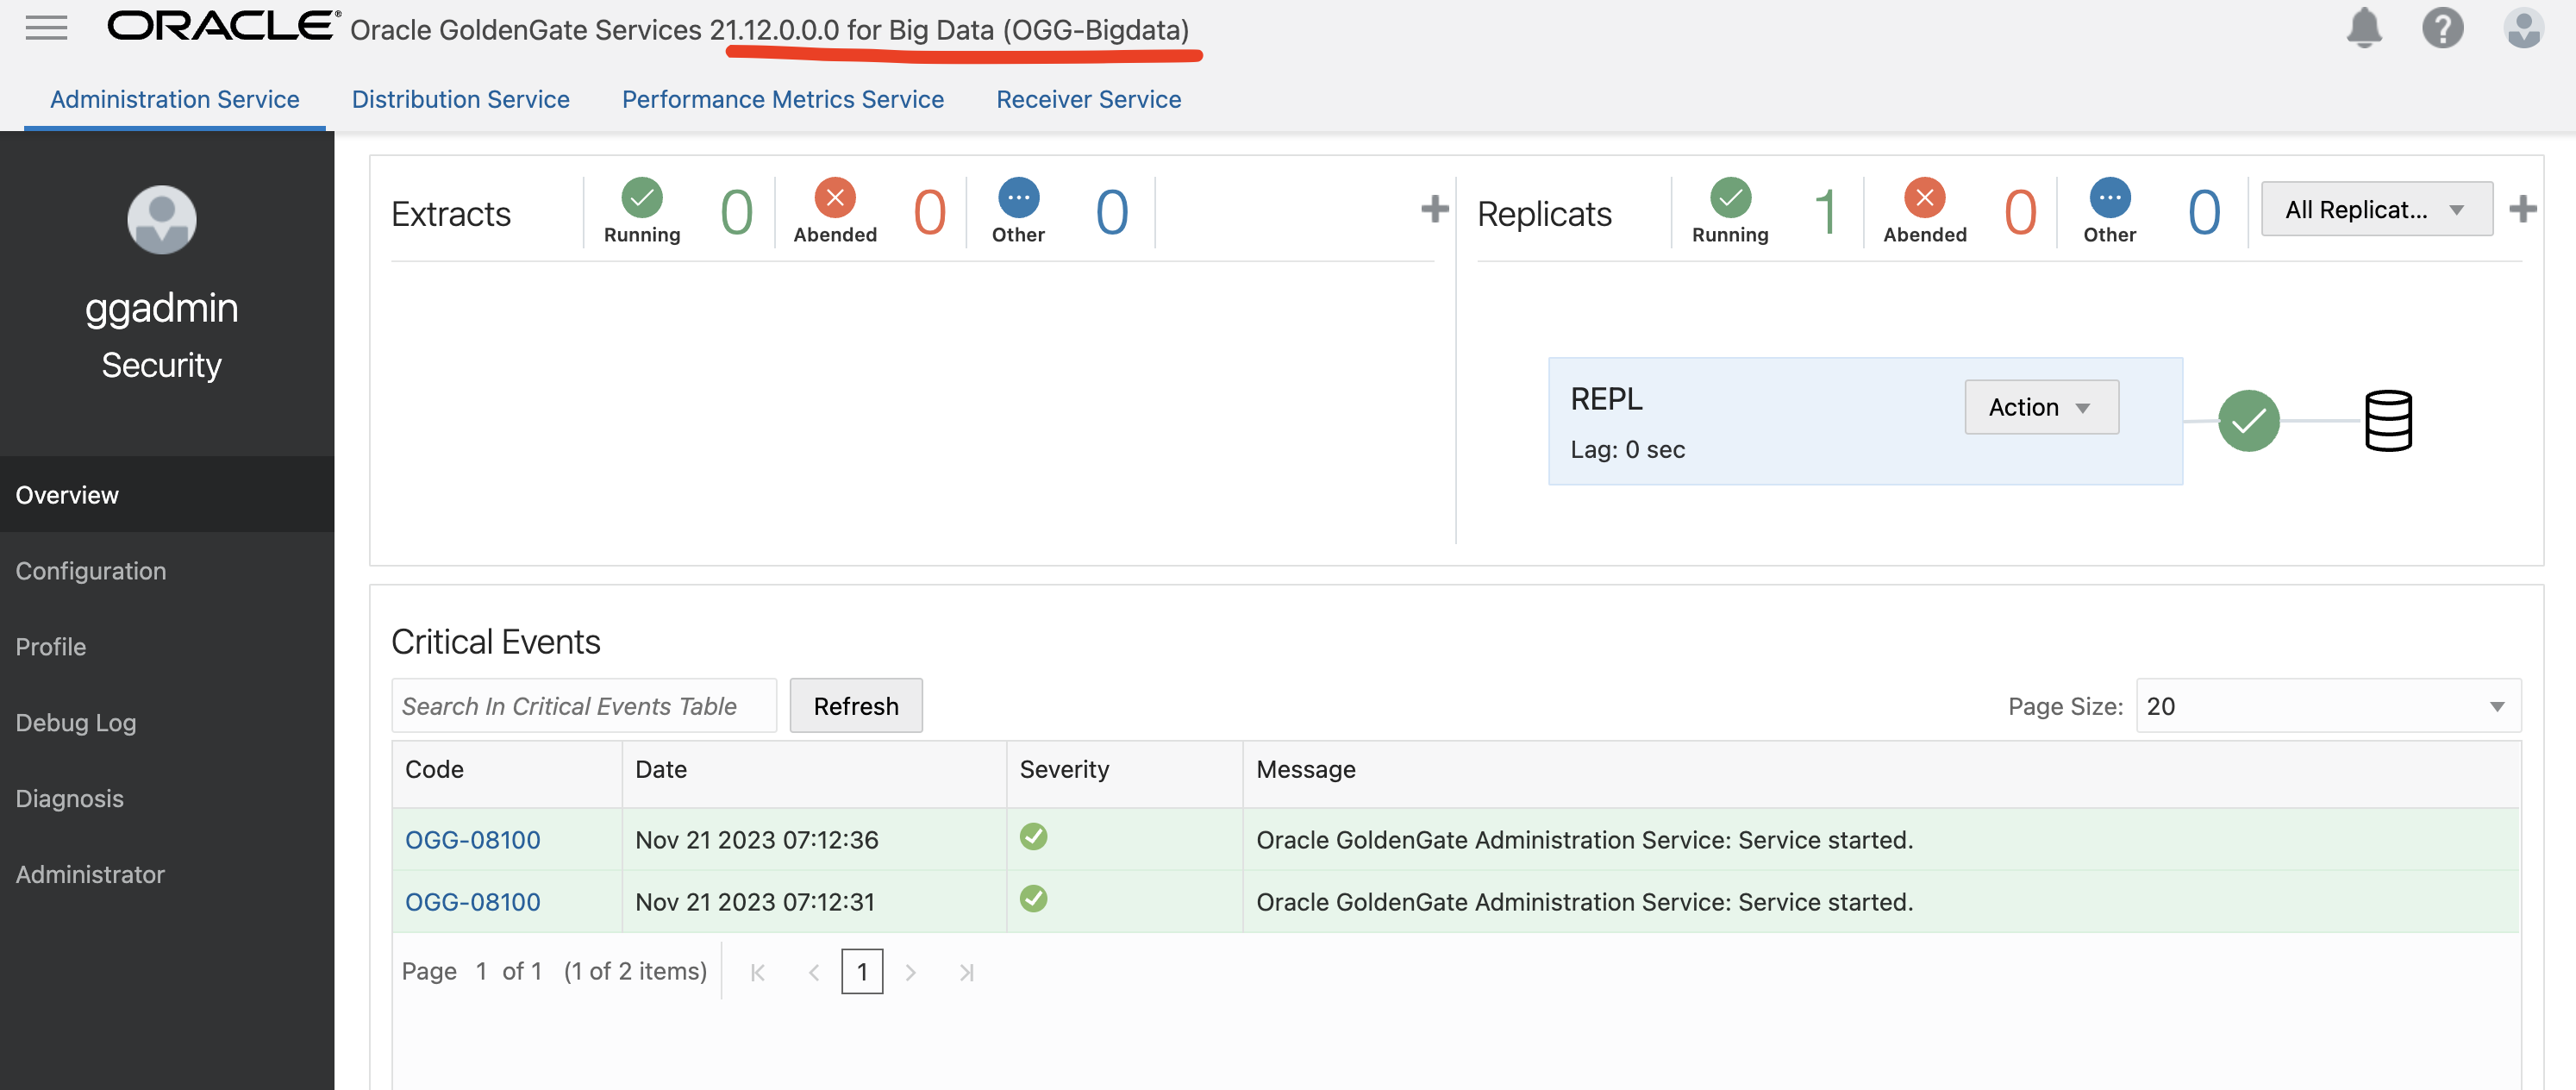 ORACLE® Oracle GoldenGate Services 21.12.0.0.0 for Big Data (OGG-Bigdata)
Administration Service Distribution Service Performance Metrics Service Receiver Service
ggadmin
Security
Overview
Configuration
Profile
Debug Log
Diagnosis
Administrator
Extracts Running 0 Abended 0 Other 0
Replicats Running 1 Abended 0 Other 0 All Replicat...
REPL Action
Lag: 0 sec
Critical Events
Search In Critical Events Table Refresh Page Size: 20
Code Date Severity Message
OGG-08100 Nov 21 2023 07:12:36 Oracle GoldenGate Administration Service: Service started.
OGG-08100 Nov 21 2023 07:12:31 Oracle GoldenGate Administration Service: Service started.
Page 1 of 1 (1 of 2 items) 1